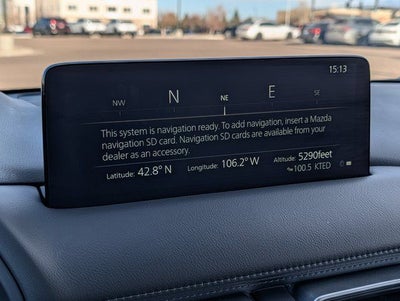 15:13
NW N NE E SE
This system is navigation ready. To add navigation, insert a Mazda
navigation SD card. Navigation SD cards are available from your
dealer as an accessory.
Latitude: 42.8° N Longitude: 106.2° W Altitude: 5290feet
100.5 KTED